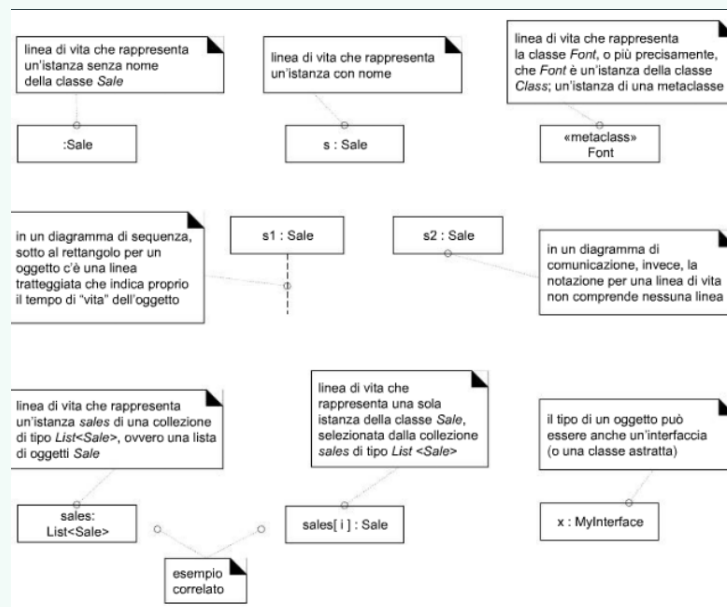 linea di vita che rappresenta
un'istanza senza nome
della classe Sale
linea di vita che rappresenta
un'istanza con nome
linea di vita che rappresenta
la classe Font, o più precisamente,
che Font è un'istanza della classe
Class; un'istanza di una metaclasse
:Sale
s : Sale
«metaclass»
Font
in un diagramma di sequenza,
sotto al rettangolo per un
oggetto c'è una linea
tratteggiata che indica proprio
il tempo di "vita" dell'oggetto
s1 : Sale
s2 : Sale
in un diagramma di
comunicazione, invece, la
notazione per una linea di vita
non comprende nessuna linea
linea di vita che rappresenta
un'istanza sales di una collezione
di tipo List<Sale>, ovvero una lista
di oggetti Sale
linea di vita che
rappresenta una sola
istanza della classe Sale,
selezionata dalla collezione
sales di tipo List <Sale>
il tipo di un oggetto può
essere anche un'interfaccia
(o una classe astratta)
sales:
List<Sale>
sales[ i ] : Sale
x : MyInterface
esempio
correlato